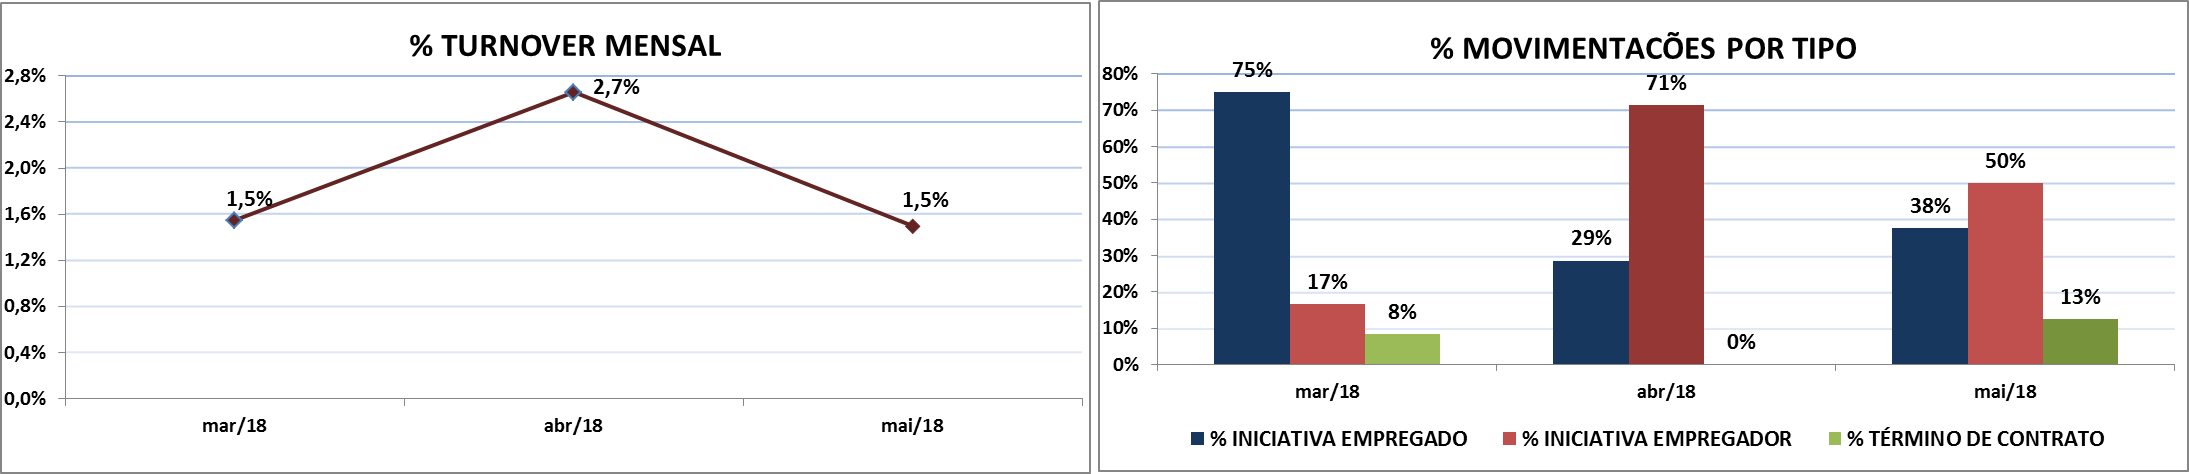 % TURNOVER MENSAL
2,8%
2,4%
2,0%
1,6%
1,2%
0,8%
0,4%
0,0%
1,5%
2,7%
1,5%
mar/18
abr/18
mai/18
% MOVIMENTACÕES POR TIPO
80%
70%
60%
50%
40%
30%
20%
10%
0%
75%
17%
8%
29%
71%
0%
38%
50%
13%
mar/18
abr/18
mai/18
% INICIATIVA EMPREGADO
% INICIATIVA EMPREGADOR
% TÉRMINO DE CONTRATO